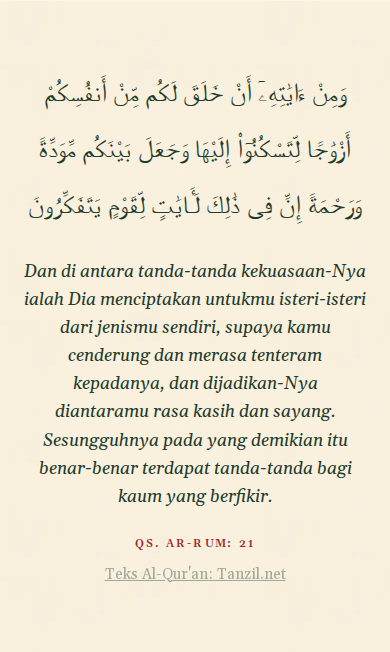 وَمِنْ ءَايَٰتِهِۦٓ أَنْ خَلَقَ لَكُم مِّنْ أَنفُسِكُمْ
أَزْوَٰجًا لِّتَسْكُنُوٓا۟ إِلَيْهَا وَجَعَلَ بَيْنَكُم مَّوَدَّةً
وَرَحْمَةً إِنَّ فِى ذَٰلِكَ لَـَٔايَٰتٍ لِّقَوْمٍ يَتَفَكَّرُونَ
Dan di antara tanda-tanda kekuasaan-Nya
ialah Dia menciptakan untukmu isteri-isteri
dari jenismu sendiri, supaya kamu
cenderung dan merasa tenteram
kepadanya, dan dijadikan-Nya
diantaramu rasa kasih dan sayang.
Sesungguhnya pada yang demikian itu
benar-benar terdapat tanda-tanda bagi
kaum yang berfikir.
QS. AR-RUM: 21
Teks Al-Qur'an: Tanzil.net